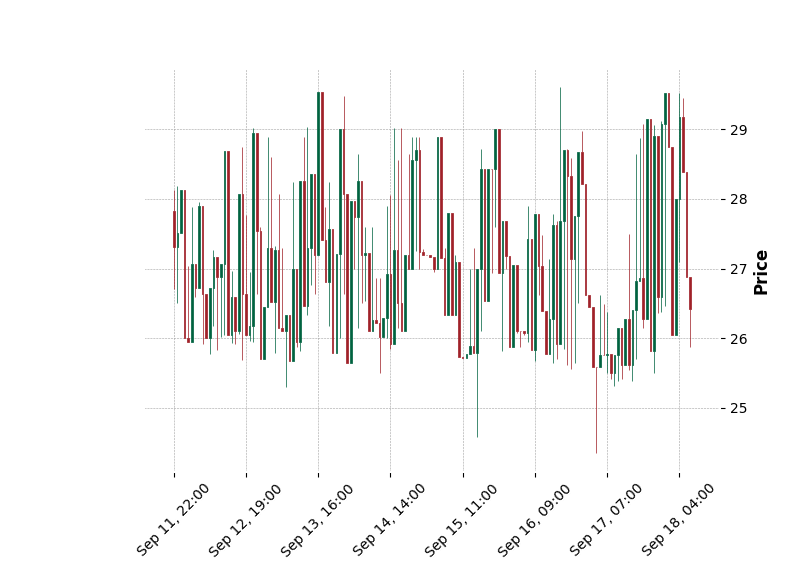 29
28
27
26
25
Price
Sep 11, 22:00
Sep 12, 19:00
Sep 13, 16:00
Sep 14, 14:00
Sep 15, 11:00
Sep 16, 09:00
Sep 17, 07:00
Sep 18, 04:00